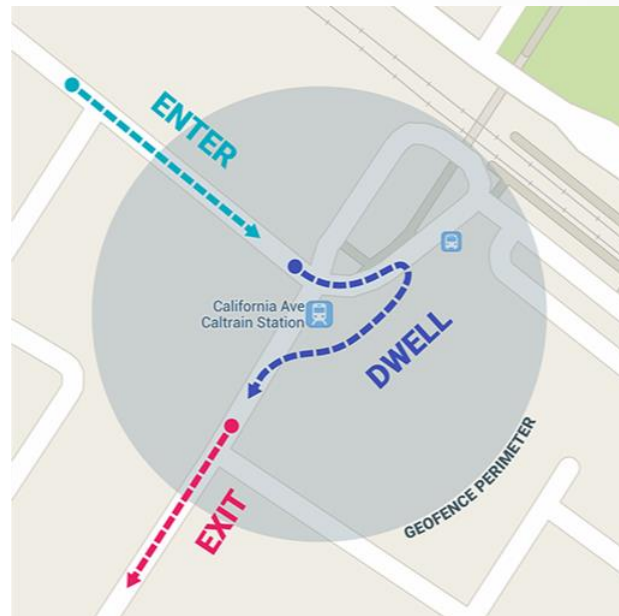 ENTER
California Ave
Caltrain Station
DWELL
GEOFENCE PERIMETER
EXIT